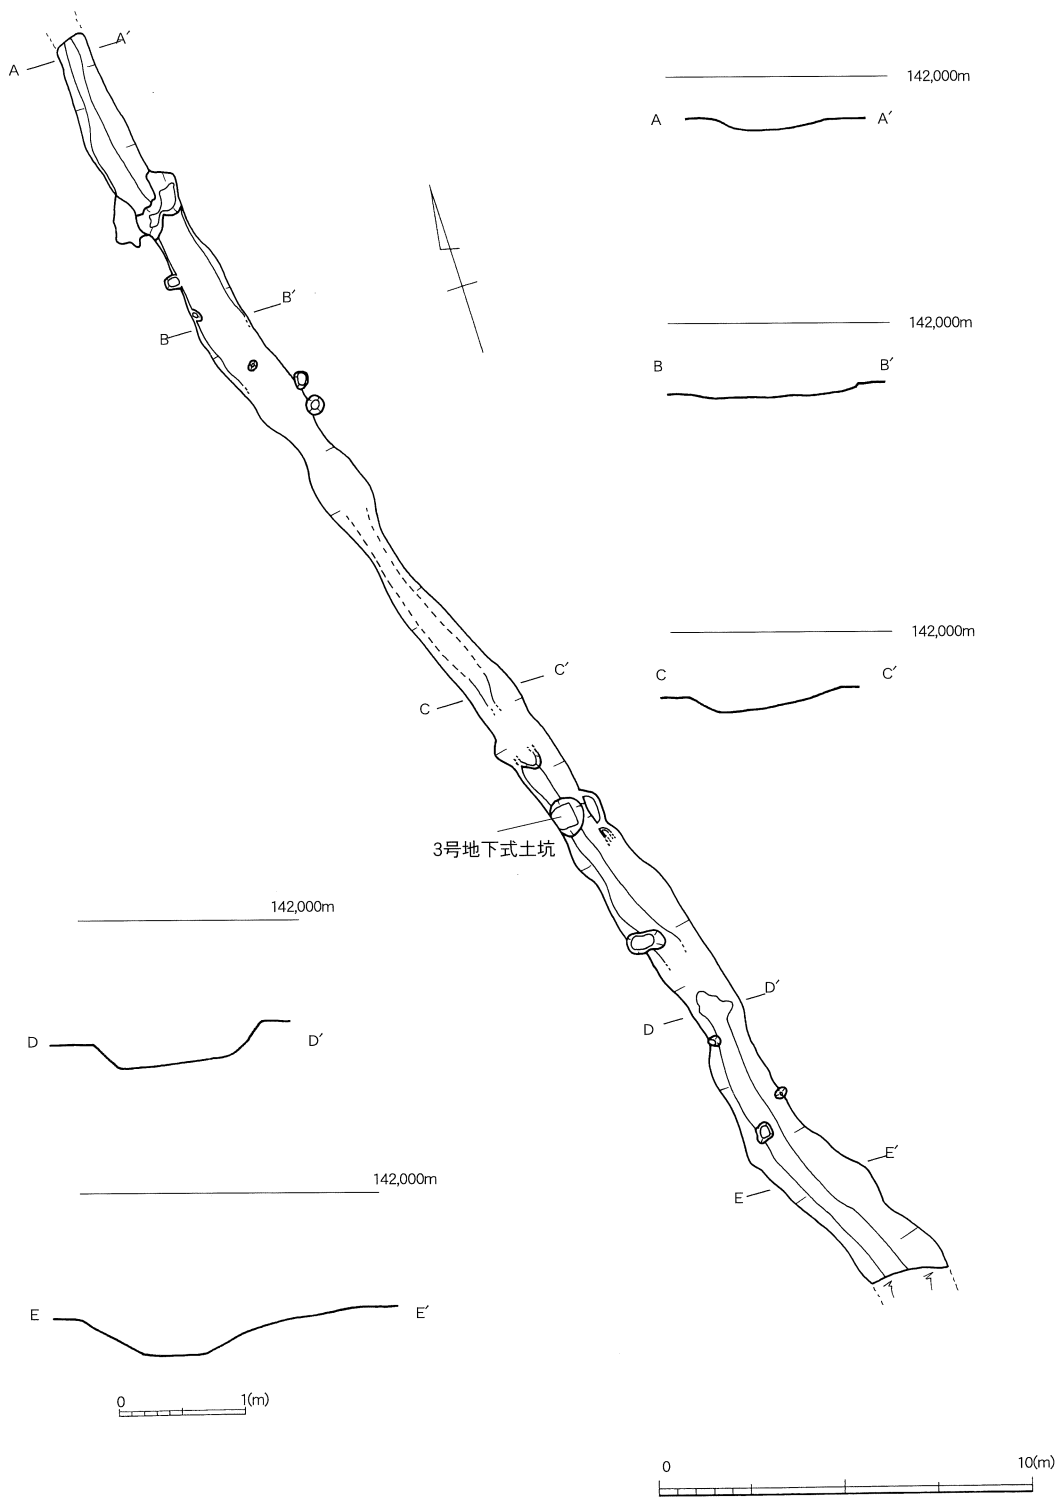 A
A′
142,000m
A
A′
B
B′
142,000m
B
B′
142,000m
C
C′
C
C′
3号地下式土坑
142,000m
D
D′
D
D′
142,000m
E
E′
E
E′
0
1(m)
0
10(m)